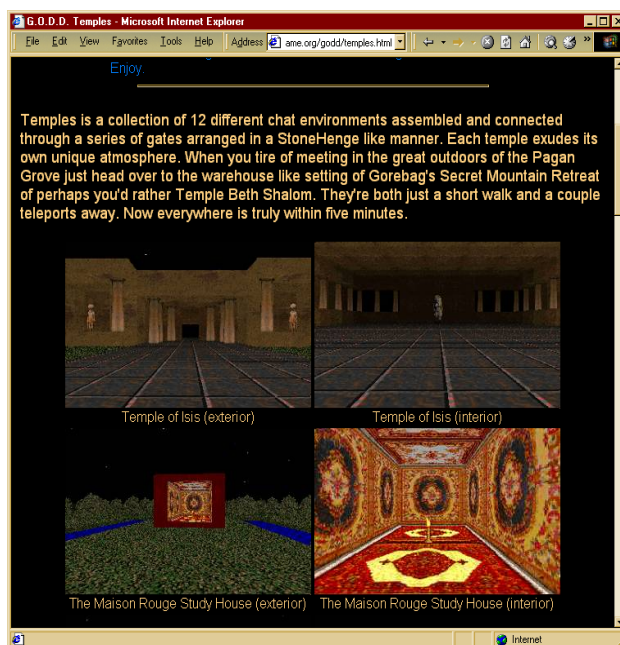 G.O.D.D. Temples - Microsoft Internet Explorer
File Edit View Favorites Tools Help Address ame.org/godd/temples.html
Enjoy.
Temples is a collection of 12 different chat environments assembled and connected
through a series of gates arranged in a StoneHenge like manner. Each temple exudes its
own unique atmosphere. When you tire of meeting in the great outdoors of the Pagan
Grove just head over to the warehouse like setting of Gorebag's Secret Mountain Retreat
of perhaps you'd rather Temple Beth Shalom. They're both just a short walk and a couple
teleports away. Now everywhere is truly within five minutes.
Temple of Isis (exterior) Temple of Isis (interior)
The Maison Rouge Study House (exterior) The Maison Rouge Study House (interior)
Internet